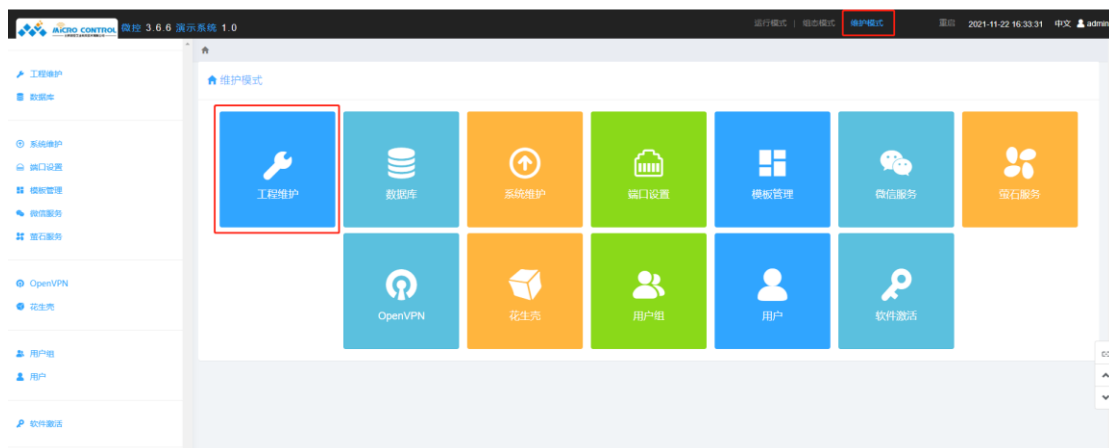 MICRO CONTROL 微控 3.6.6 演示系统 1.0
运行模式 | 组态模式 维护模式 重启 2021-11-22 16:33:31 中文 admin
工程维护
数据库
系统维护
端口设置
模板管理
微信服务
萤石服务
OpenVPN
花生壳
用户组
用户
软件激活
维护模式
工程维护 数据库 系统维护 端口设置 模板管理 微信服务 萤石服务
OpenVPN 花生壳 用户组 用户 软件激活